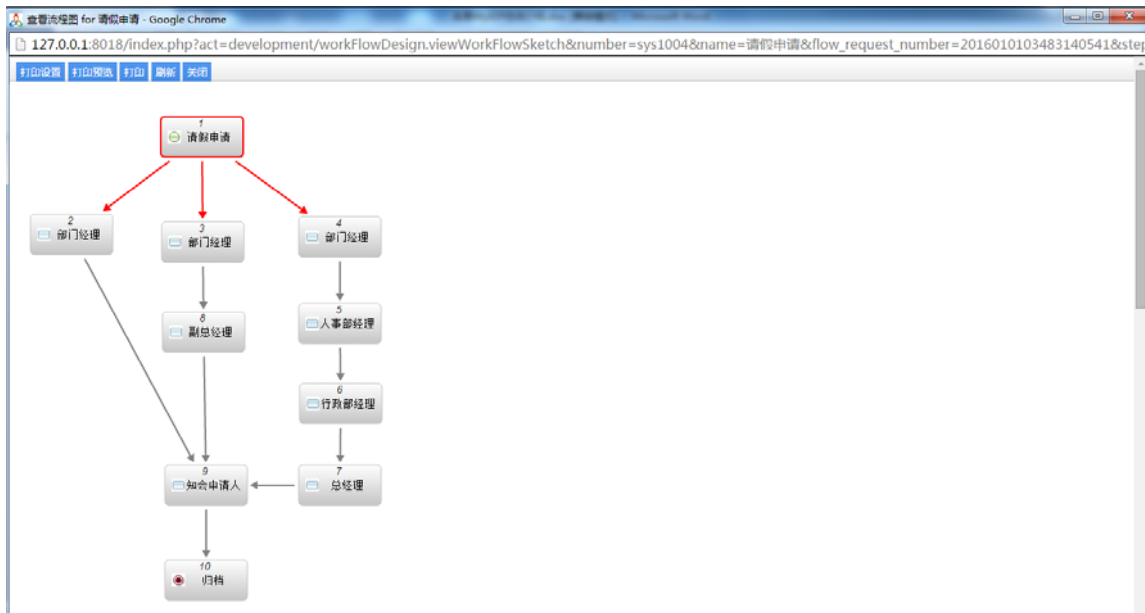 查看流程图 for 请假申请 - Google Chrome
127.0.0.1:8018/index.php?act=development/workFlowDesign.viewWorkFlowSketch&number=sys1004&name=请假申请&flow_request_number=2016010103483140541&step
打印设置 打印预览 打印 刷新 关闭
1
请假申请
2
部门经理
3
部门经理
4
部门经理
5
人事部经理
8
副总经理
6
行政部经理
9
知会申请人
7
总经理
10
归档